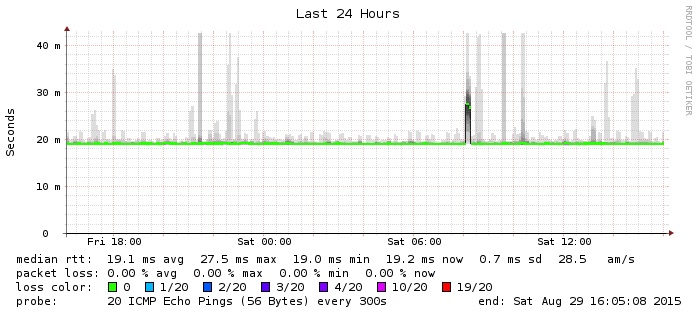 Last 24 Hours
RRDTOOL / TOBI OETIKER
Seconds
40 m
30 m
20 m
10 m
0
Fri 18:00 Sat 00:00 Sat 06:00 Sat 12:00
median rtt: 19.1 ms avg 27.5 ms max 19.0 ms min 19.2 ms now 0.7 ms sd 28.5 am/s
packet loss: 0.00 % avg 0.00 % max 0.00 % min 0.00 % now
loss color: 0 1/20 2/20 3/20 4/20 10/20 19/20
probe: 20 ICMP Echo Pings (56 Bytes) every 300s end: Sat Aug 29 16:05:08 2015